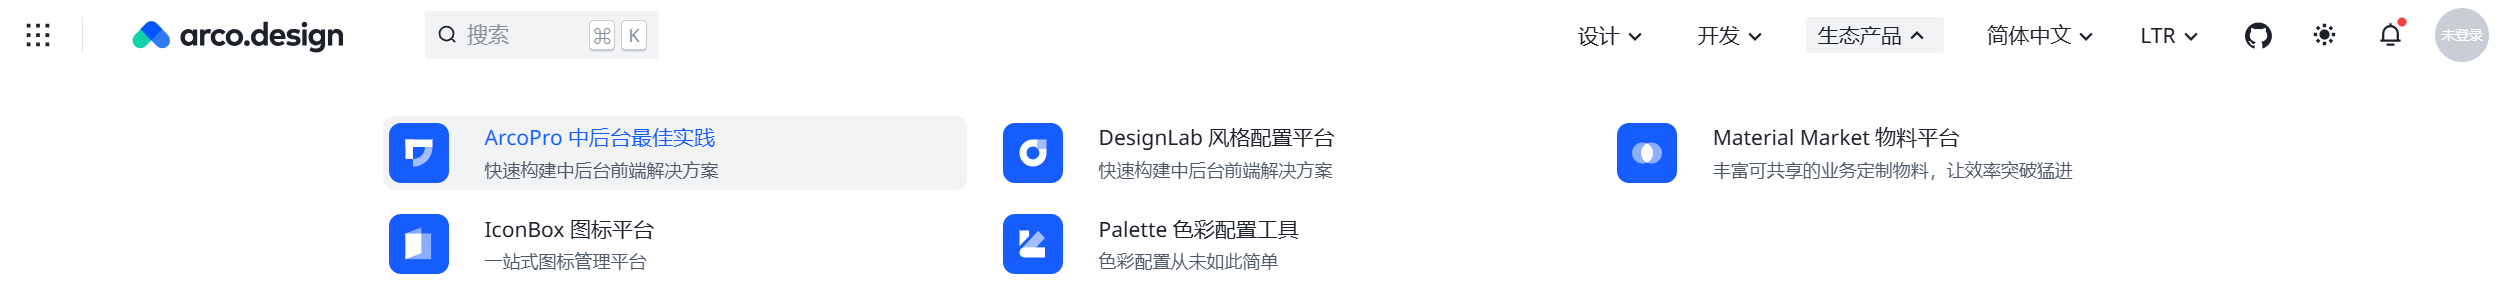 arco.design
搜索 ⌘ K
设计 开发 生态产品 简体中文 LTR 未登录
ArcoPro 中后台最佳实践
快速构建中后台前端解决方案
DesignLab 风格配置平台
快速构建中后台前端解决方案
Material Market 物料平台
丰富可共享的业务定制物料，让效率突破猛进
IconBox 图标平台
一站式图标管理平台
Palette 色彩配置工具
色彩配置从未如此简单